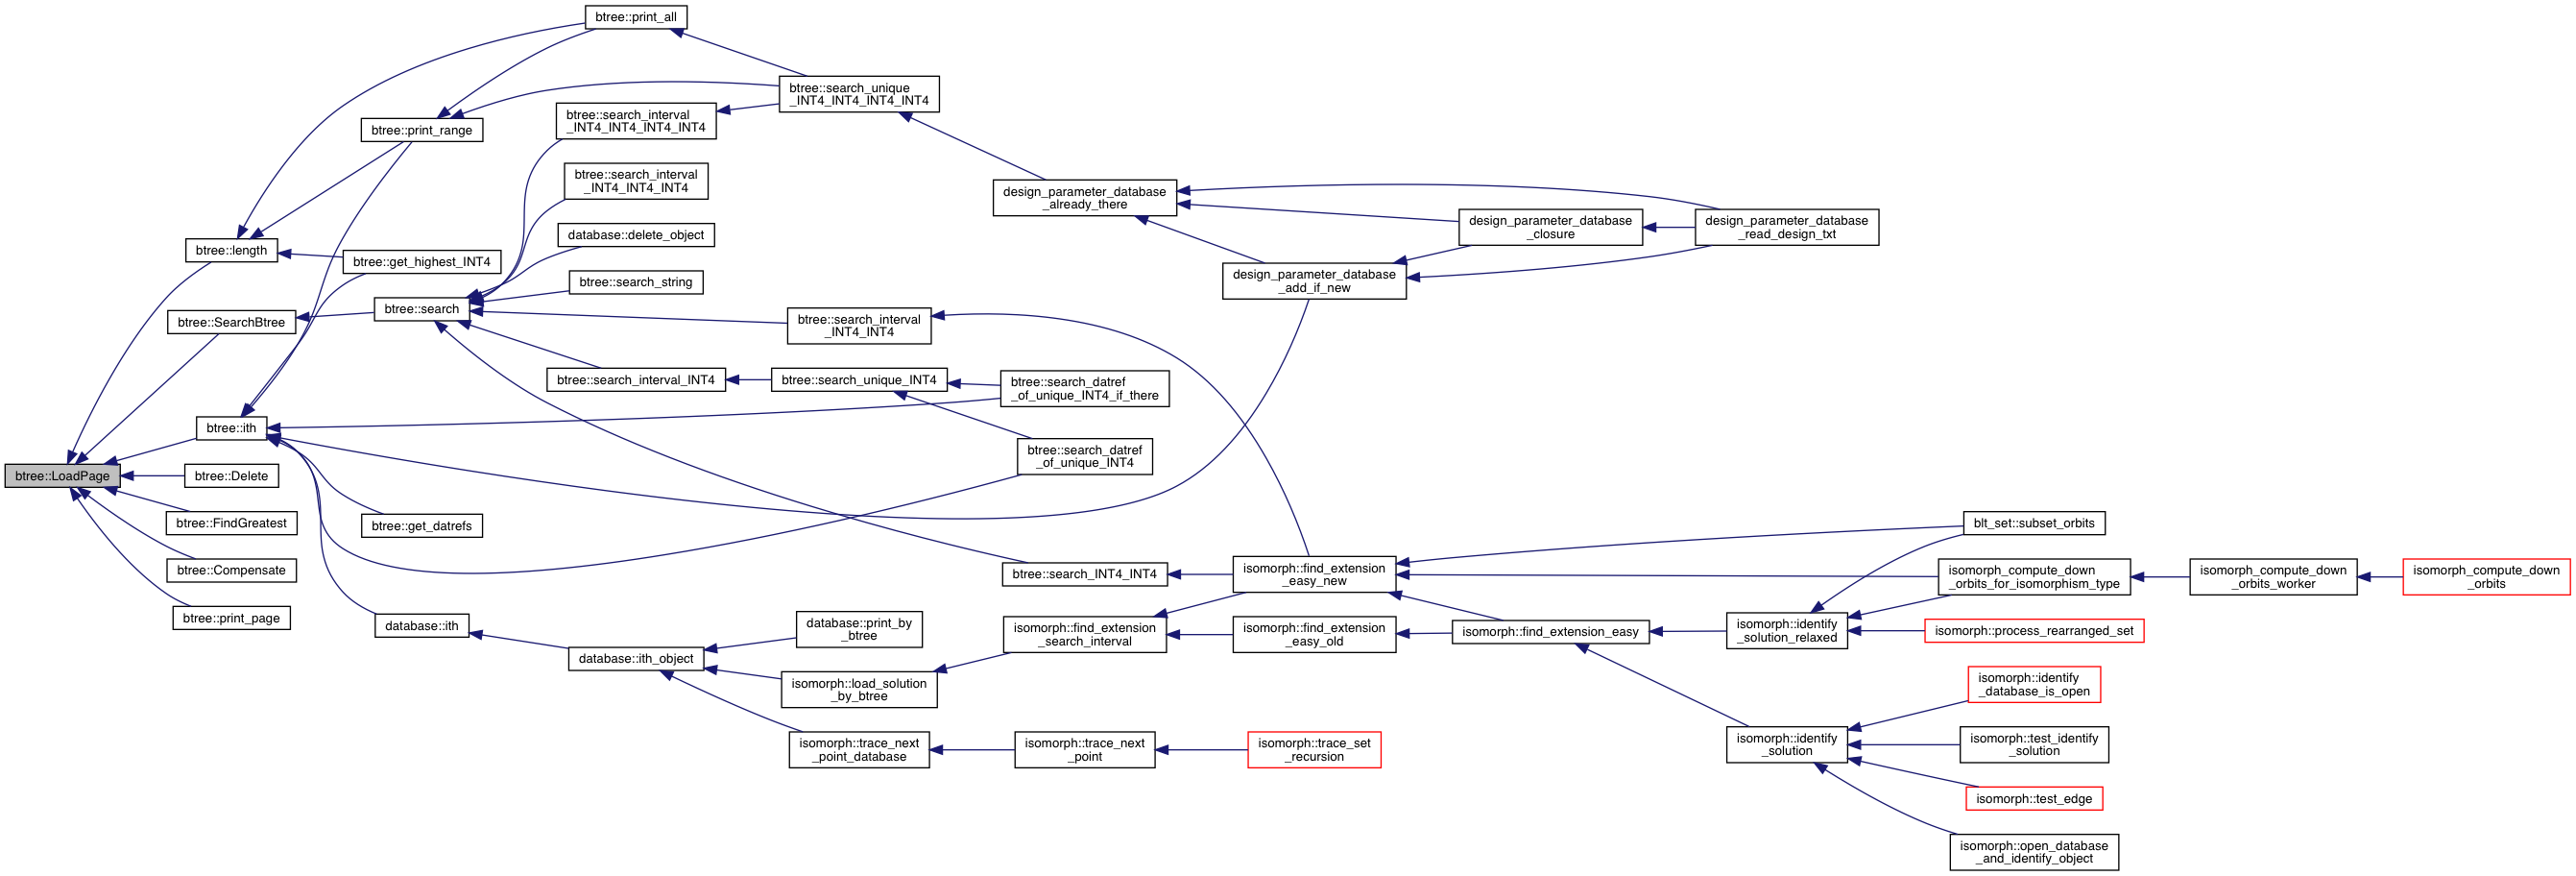 btree::print_all
btree::search_unique
_INT4_INT4_INT4_INT4
btree::search_interval
_INT4_INT4_INT4_INT4
btree::print_range
btree::search_interval
_INT4_INT4_INT4
design_parameter_database
_already_there
database::delete_object
design_parameter_database
_closure
design_parameter_database
_read_design_txt
btree::length
btree::get_highest_INT4
btree::search_string
design_parameter_database
_add_if_new
btree::search
btree::SearchBtree
btree::search_interval
_INT4_INT4
btree::search_interval_INT4
btree::search_unique_INT4
btree::search_datref
_of_unique_INT4_if_there
btree::ith
btree::search_datref
_of_unique_INT4
btree::LoadPage
btree::Delete
btree::FindGreatest
btree::get_datrefs
blt_set::subset_orbits
btree::Compensate
btree::search_INT4_INT4
isomorph::find_extension
_easy_new
isomorph_compute_down
_orbits_for_isomorphism_type
isomorph_compute_down
_orbits_worker
isomorph_compute_down
_orbits
btree::print_page
database::ith
database::print_by
_btree
isomorph::find_extension
_search_interval
isomorph::find_extension
_easy_old
isomorph::find_extension_easy
isomorph::identify
_solution_relaxed
isomorph::process_rearranged_set
database::ith_object
isomorph::load_solution
_by_btree
isomorph::identify
_database_is_open
isomorph::trace_next
_point_database
isomorph::trace_next
_point
isomorph::trace_set
_recursion
isomorph::identify
_solution
isomorph::test_identify
_solution
isomorph::test_edge
isomorph::open_database
_and_identify_object